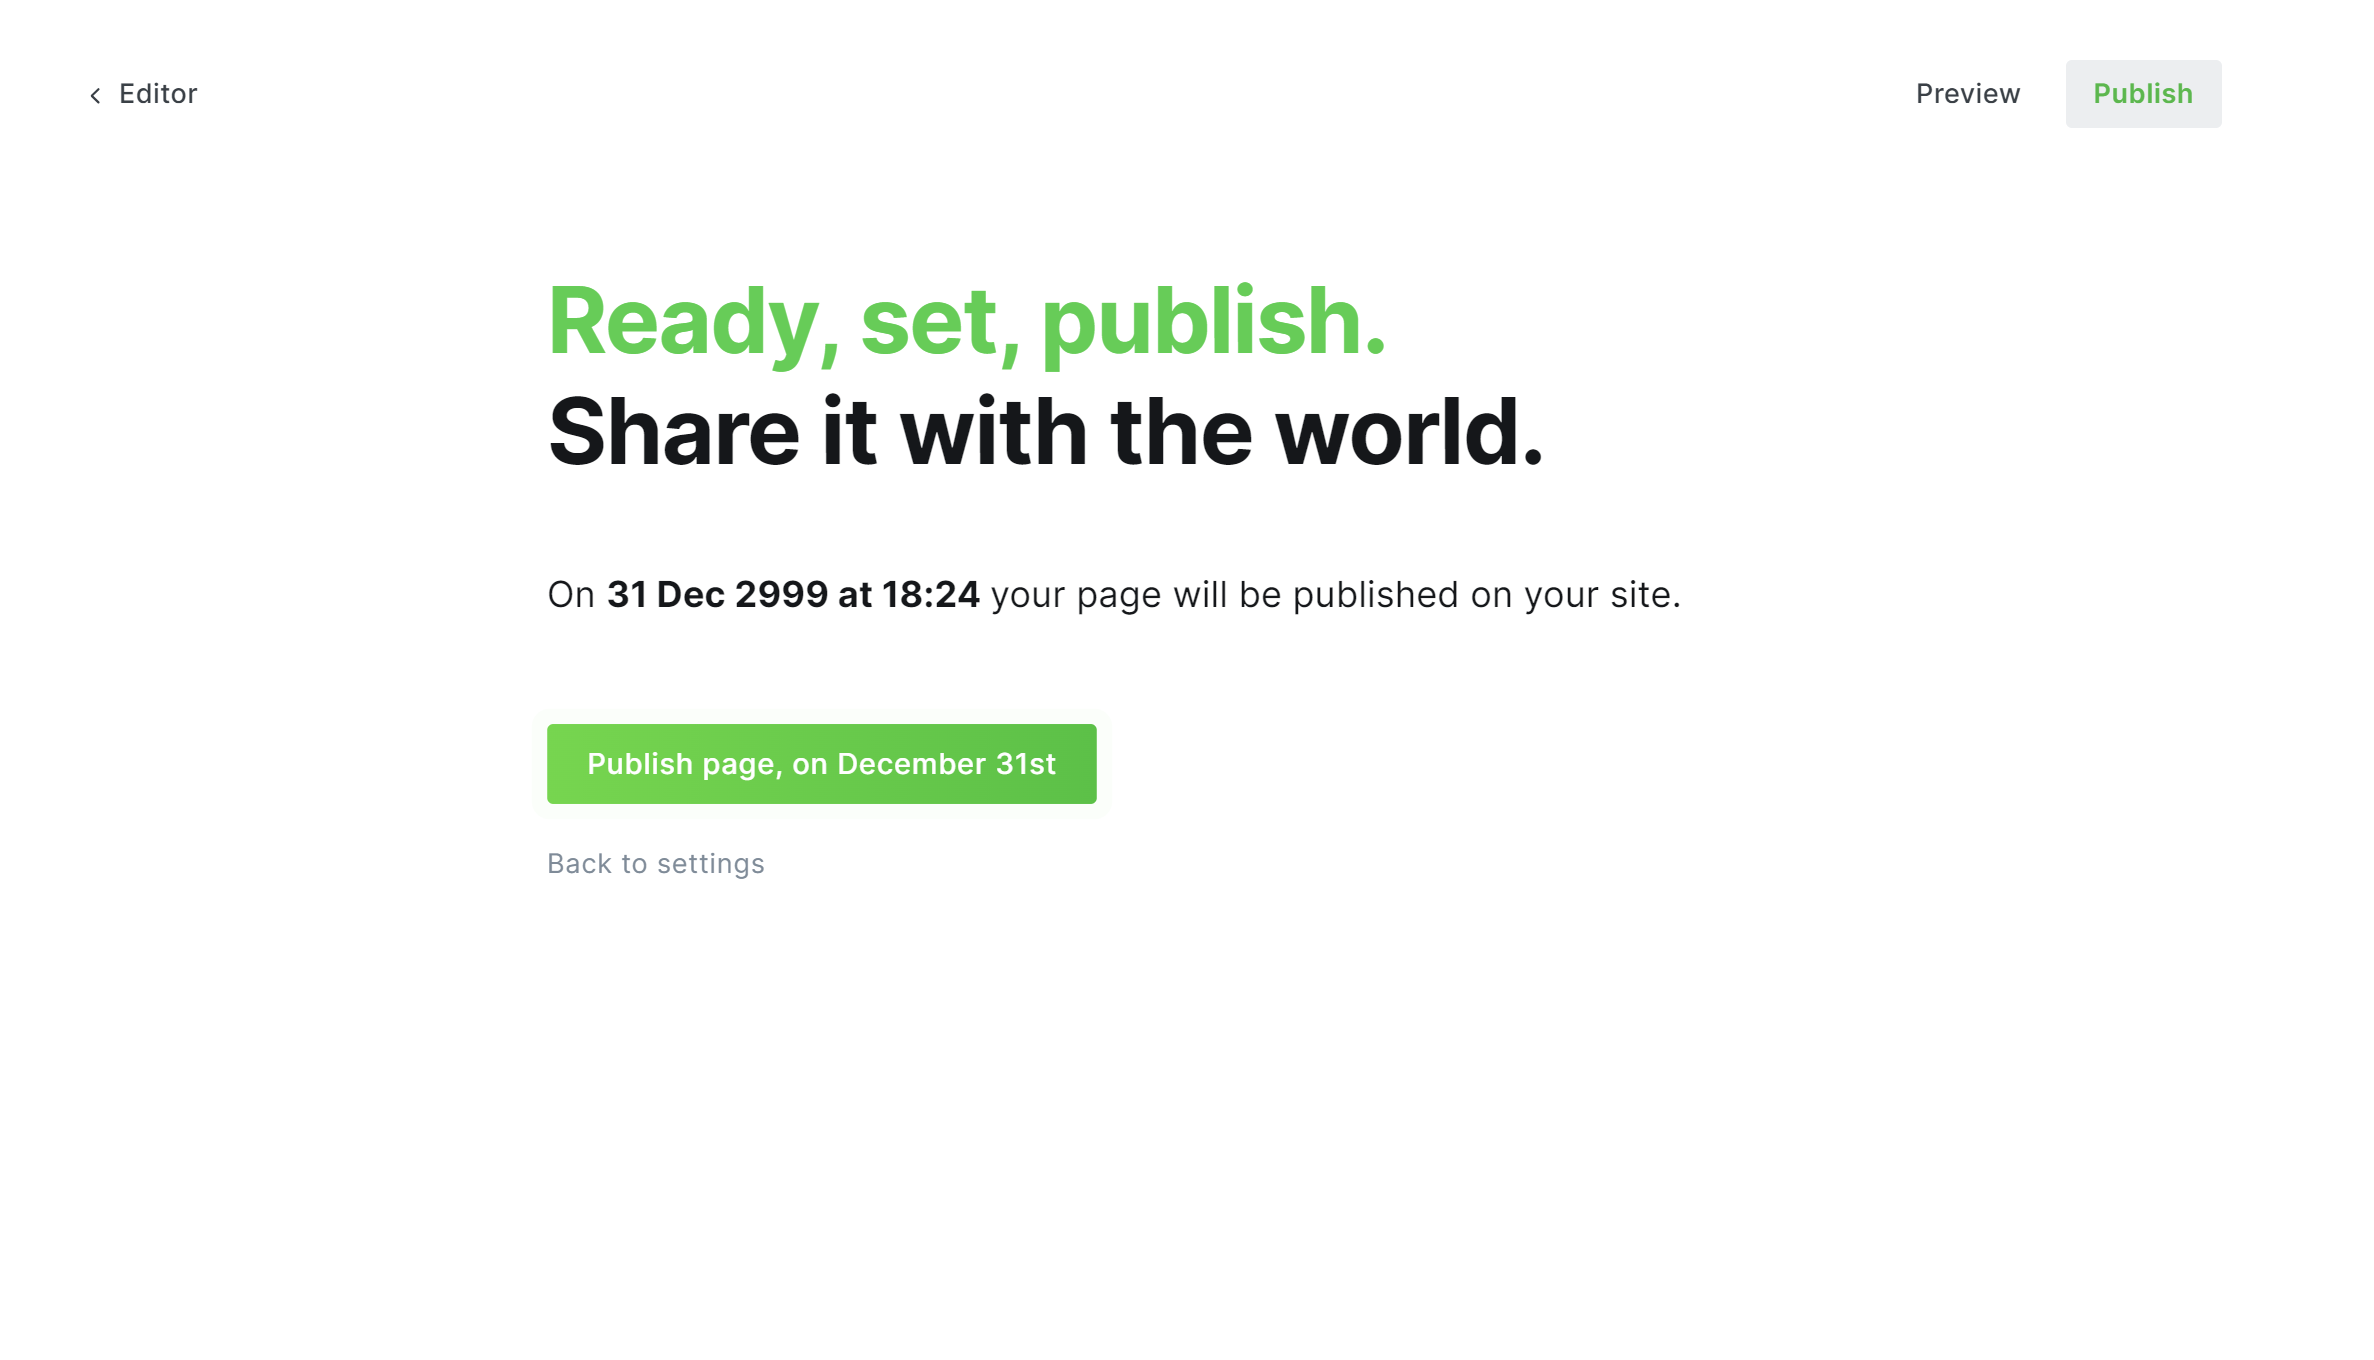 Editor
Preview
Publish
Ready, set, publish.
Share it with the world.
On 31 Dec 2999 at 18:24 your page will be published on your site.
Publish page, on December 31st
Back to settings